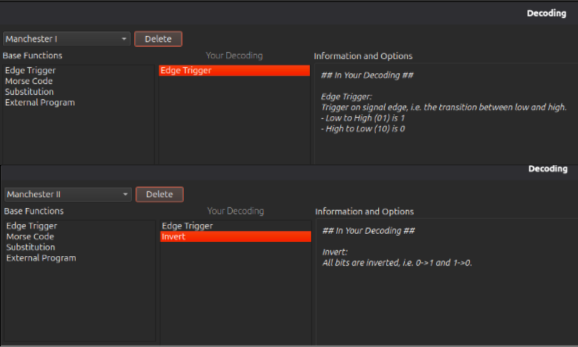 Decoding
Manchester I Delete
Base Functions Your Decoding Information and Options
Edge Trigger
Morse Code
Substitution
External Program
Edge Trigger
## In Your Decoding ##
Edge Trigger:
Trigger on signal edge, i.e. the transition between low and high.
- Low to High (01) is 1
- High to Low (10) is 0
Decoding
Manchester II Delete
Base Functions Your Decoding Information and Options
Edge Trigger
Morse Code
Substitution
External Program
Edge Trigger
Invert
## In Your Decoding ##
Invert:
All bits are inverted, i.e. 0->1 and 1->0.